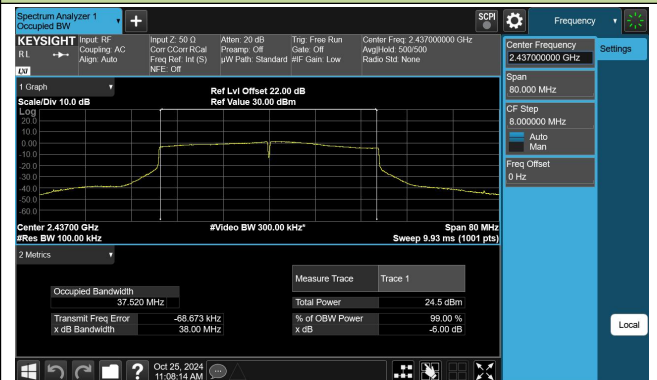 Spectrum Analyzer 1
Occupied BW
SCPI
Frequency
KEYSIGHT
RL
LXI
Input: RF
Coupling: AC
Align: Auto
Input Z: 50 Ω
Corr CCorr RCal
Freq Ref: Int (S)
NFE: Off
Atten: 20 dB
Preamp: Off
µW Path: Standard
Trig: Free Run
Gate: Off
#IF Gain: Low
Center Freq: 2.437000000 GHz
Avg|Hold: 500/500
Radio Std: None
Center Frequency
2.437000000 GHz
Settings
Span
80.000 MHz
CF Step
8.000000 MHz
Auto
Man
Freq Offset
0 Hz
1 Graph
Scale/Div 10.0 dB
Ref Lvl Offset 22.00 dB
Ref Value 30.00 dBm
Log
20.0
10.0
0.00
-10.0
-20.0
-30.0
-40.0
-50.0
-60.0
Center 2.43700 GHz
#Res BW 100.00 kHz
#Video BW 300.00 kHz*
Span 80 MHz
Sweep 9.93 ms (1001 pts)
2 Metrics
Measure Trace Trace 1
Occupied Bandwidth
37.520 MHz
Total Power 24.5 dBm
Transmit Freq Error -68.673 kHz
% of OBW Power 99.00 %
x dB Bandwidth 38.00 MHz
x dB -6.00 dB
Local
?
Oct 25, 2024
11:08:14 AM